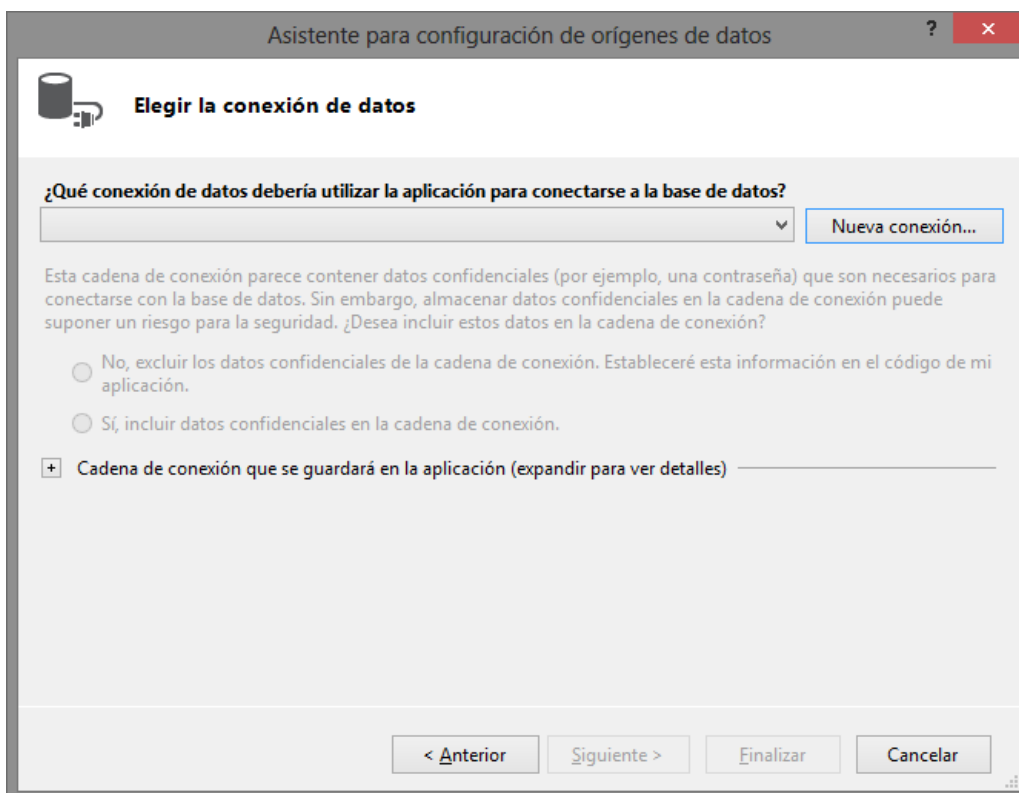 Asistente para configuración de orígenes de datos
?
Elegir la conexión de datos
¿Qué conexión de datos debería utilizar la aplicación para conectarse a la base de datos?
Nueva conexión...
Esta cadena de conexión parece contener datos confidenciales (por ejemplo, una contraseña) que son necesarios para
conectarse con la base de datos. Sin embargo, almacenar datos confidenciales en la cadena de conexión puede
suponer un riesgo para la seguridad. ¿Desea incluir estos datos en la cadena de conexión?
No, excluir los datos confidenciales de la cadena de conexión. Estableceré esta información en el código de mi
aplicación.
Sí, incluir datos confidenciales en la cadena de conexión.
Cadena de conexión que se guardará en la aplicación (expandir para ver detalles)
< Anterior
Siguiente >
Finalizar
Cancelar